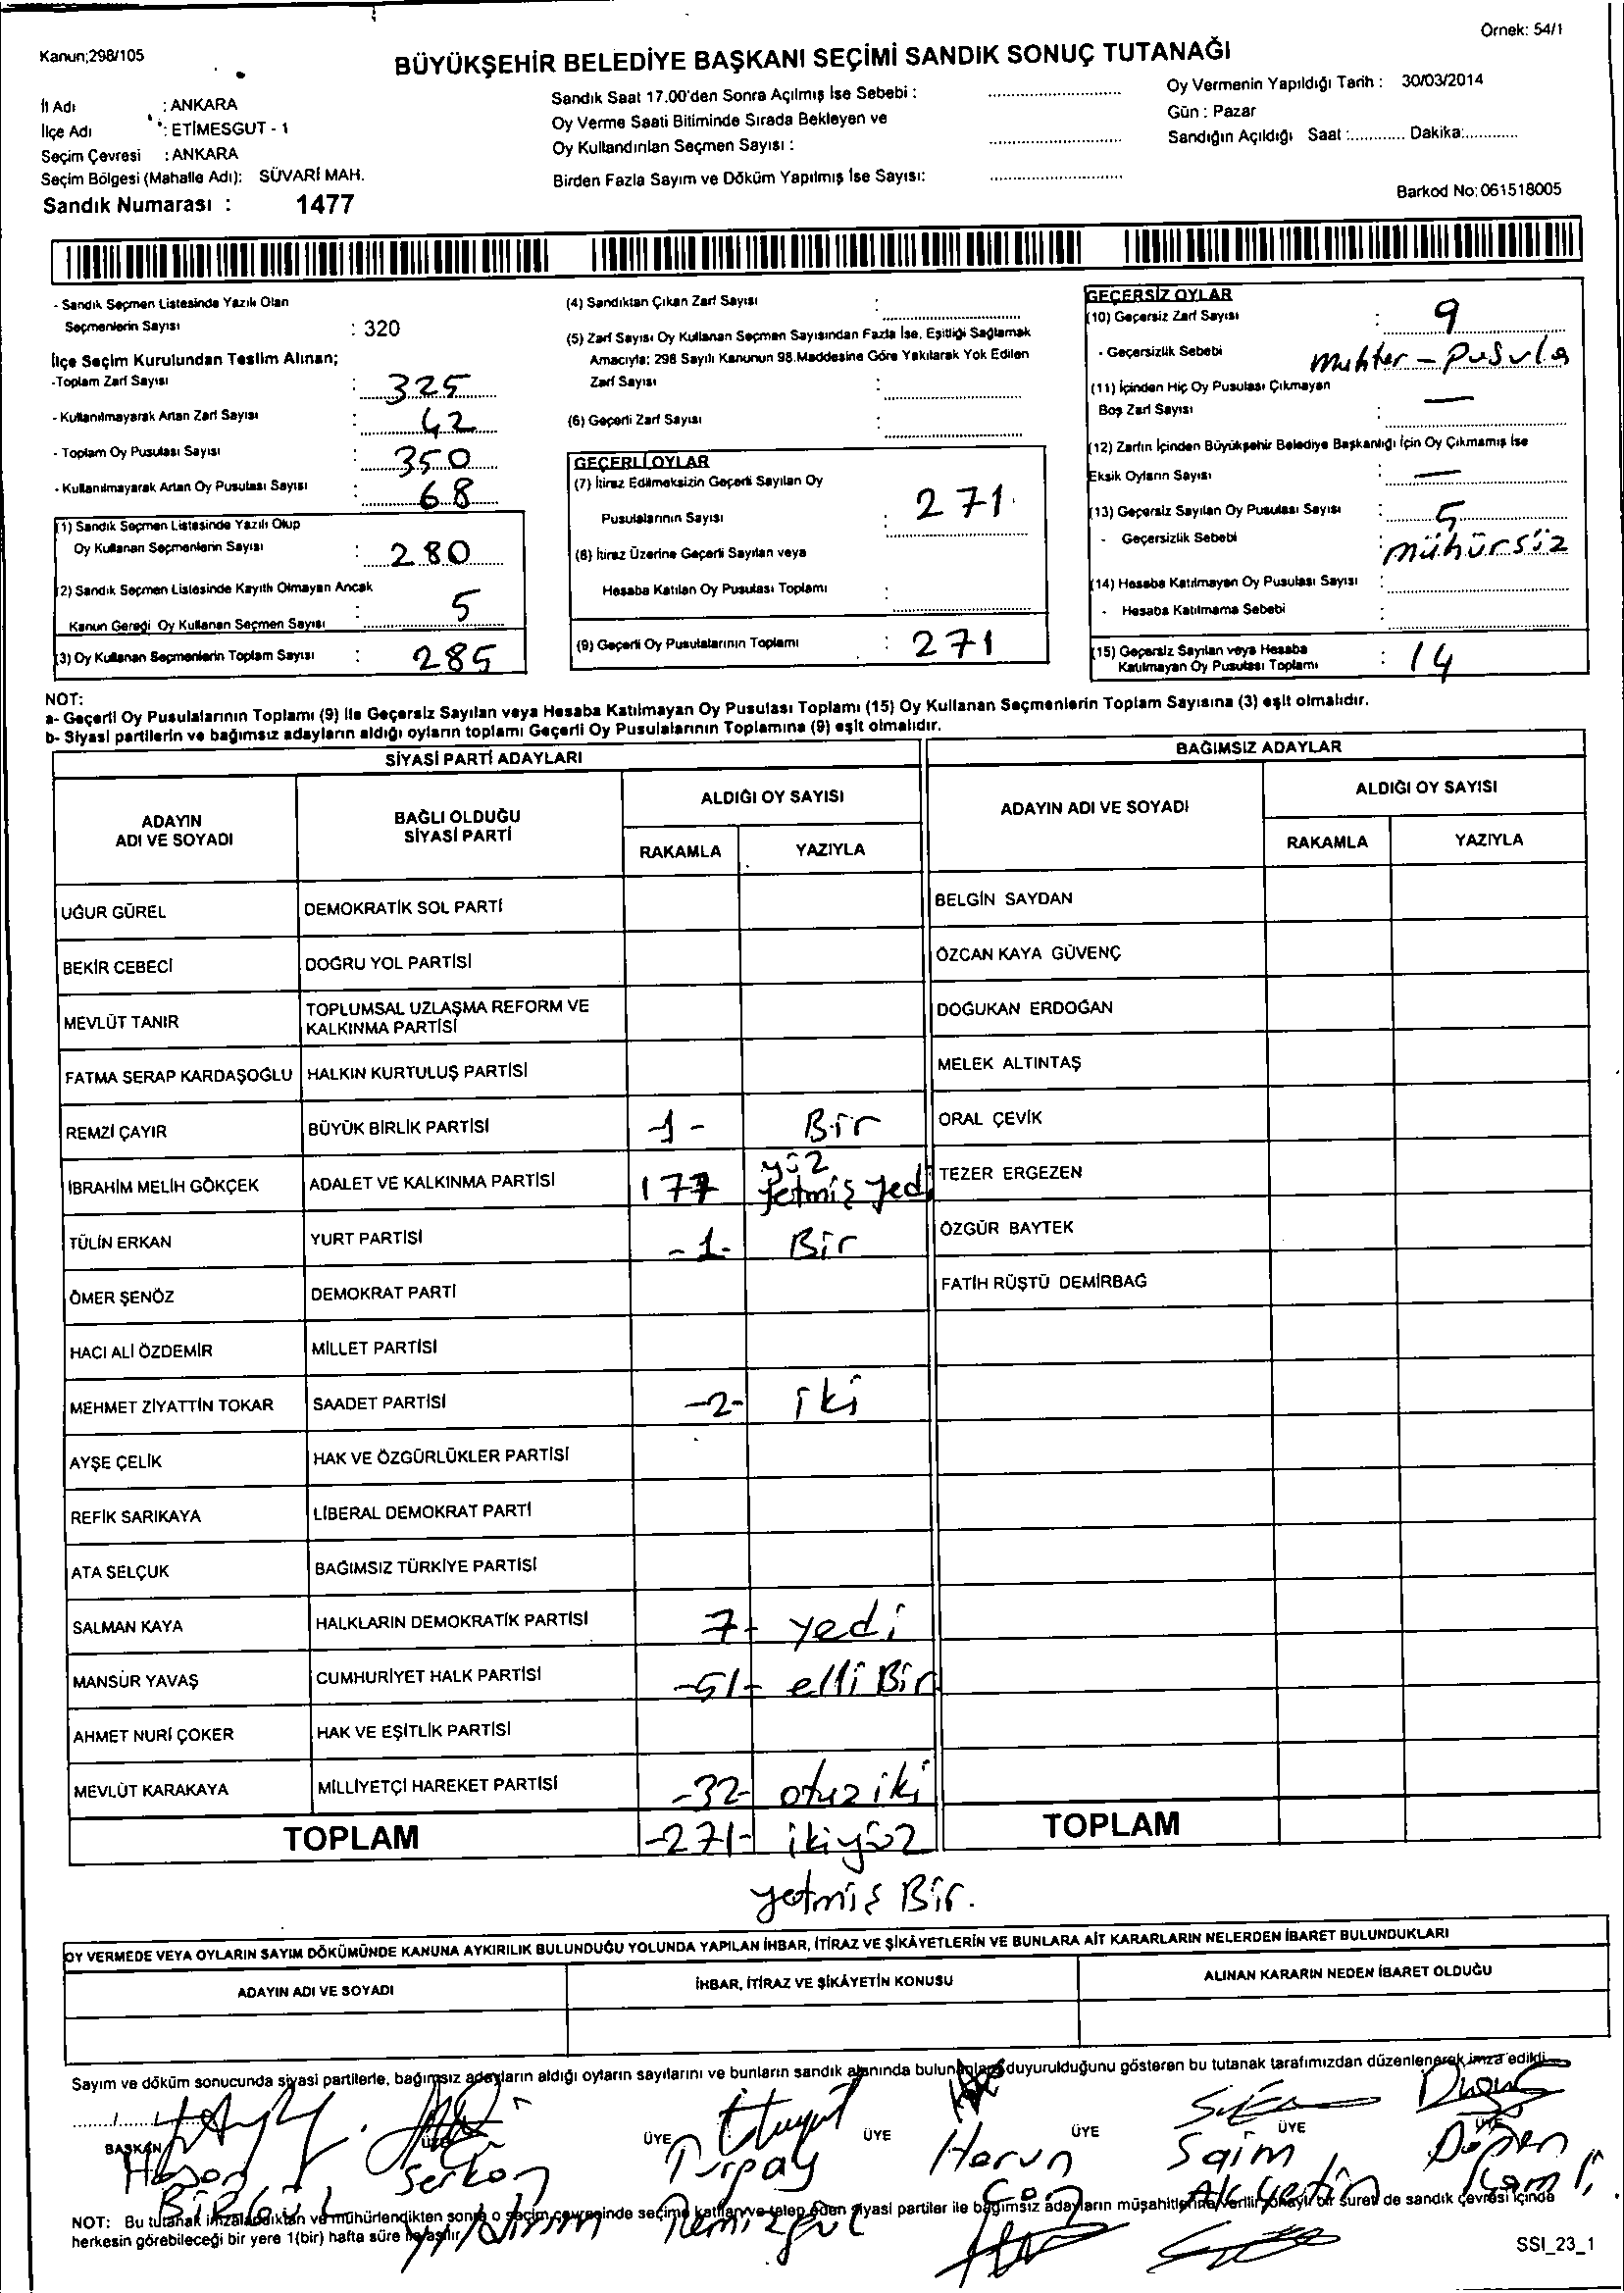 Örnek: 54/1
Kanun;298/105
BÜYÜKŞEHİR BELEDİYE BAŞKANI SEÇİMİ SANDIK SONUÇ TUTANAĞI
İl Adı : ANKARA
İlçe Adı : ETİMESGUT - 1
Seçim Çevresi : ANKARA
Seçim Bölgesi (Mahalle Adı): SÜVARİ MAH.
Sandık Numarası : 1477
Sandık Saat 17.00'den Sonra Açılmış İse Sebebi : ............................
Oy Verme Saati Bitiminde Sırada Bekleyen ve
Oy Kullandırılan Seçmen Sayısı : ............................
Birden Fazla Sayım ve Döküm Yapılmış İse Sayısı: ............................
Oy Vermenin Yapıldığı Tarih : 30/03/2014
Gün : Pazar
Sandığın Açıldığı Saat :............ Dakika:............
Barkod No: 061518005
- Sandık Seçmen Listesinde Yazılı Olan
Seçmenlerin Sayısı : 320
İlçe Seçim Kurulundan Teslim Alınan;
-Toplam Zarf Sayısı : 325
- Kullanılmayarak Artan Zarf Sayısı : 42
- Toplam Oy Pusulası Sayısı : 350
- Kullanılmayarak Artan Oy Pusulası Sayısı : 68
(1) Sandık Seçmen Listesinde Yazılı Olup
Oy Kullanan Seçmenlerin Sayısı : 280
(2) Sandık Seçmen Listesinde Kayıtlı Olmayan Ancak
Kanun Gereği Oy Kullanan Seçmen Sayısı : 5
(3) Oy Kullanan Seçmenlerin Toplam Sayısı : 285
(4) Sandıktan Çıkan Zarf Sayısı :
(5) Zarf Sayısı Oy Kullanan Seçmen Sayısından Fazla İse, Eşitliği Sağlamak
Amacıyla; 298 Sayılı Kanunun 98.Maddesine Göre Yakılarak Yok Edilen
Zarf Sayısı :
(6) Geçerli Zarf Sayısı :
GEÇERLİ OYLAR
(7) İtiraz Edilmeksizin Geçerli Sayılan Oy
Pusulalarının Sayısı : 271
(8) İtiraz Üzerine Geçerli Sayılan veya
Hesaba Katılan Oy Pusulası Toplamı :
(9) Geçerli Oy Pusulalarının Toplamı : 271
GEÇERSİZ OYLAR
(10) Geçersiz Zarf Sayısı : 9
- Geçersizlik Sebebi muhtar - Pusula
(11) İçinden Hiç Oy Pusulası Çıkmayan
Boş Zarf Sayısı : —
(12) Zarfın İçinden Büyükşehir Belediye Başkanlığı İçin Oy Çıkmamış İse
Eksik Oyların Sayısı : —
(13) Geçersiz Sayılan Oy Pusulası Sayısı : 5
- Geçersizlik Sebebi : mühürsüz
(14) Hesaba Katılmayan Oy Pusulası Sayısı :
- Hesaba Katılmama Sebebi :
(15) Geçersiz Sayılan veya Hesaba
Katılmayan Oy Pusulası Toplamı : 14
NOT:
a- Geçerli Oy Pusulalarının Toplamı (9) ile Geçersiz Sayılan veya Hesaba Katılmayan Oy Pusulası Toplamı (15) Oy Kullanan Seçmenlerin Toplam Sayısına (3) eşit olmalıdır.
b- Siyasi partilerin ve bağımsız adayların aldığı oyların toplamı Geçerli Oy Pusulalarının Toplamına (9) eşit olmalıdır.
SİYASİ PARTİ ADAYLARI
ADAYIN ADI VE SOYADI
BAĞLI OLDUĞU SİYASİ PARTİ
ALDIĞI OY SAYISI
RAKAMLA YAZIYLA
UĞUR GÜREL DEMOKRATİK SOL PARTİ
BEKİR CEBECİ DOĞRU YOL PARTİSİ
MEVLÜT TANIR TOPLUMSAL UZLAŞMA REFORM VE KALKINMA PARTİSİ
FATMA SERAP KARDAŞOĞLU HALKIN KURTULUŞ PARTİSİ
REMZİ ÇAYIR BÜYÜK BİRLİK PARTİSİ -1- Bir
İBRAHİM MELİH GÖKÇEK ADALET VE KALKINMA PARTİSİ 177 yüz yetmiş yedi
TÜLİN ERKAN YURT PARTİSİ -1- Bir
ÖMER ŞENÖZ DEMOKRAT PARTİ
HACI ALİ ÖZDEMİR MİLLET PARTİSİ
MEHMET ZİYATTİN TOKAR SAADET PARTİSİ -2- iki
AYŞE ÇELİK HAK VE ÖZGÜRLÜKLER PARTİSİ
REFİK SARIKAYA LİBERAL DEMOKRAT PARTİ
ATA SELÇUK BAĞIMSIZ TÜRKİYE PARTİSİ
SALMAN KAYA HALKLARIN DEMOKRATİK PARTİSİ 7- yedi
MANSUR YAVAŞ CUMHURİYET HALK PARTİSİ -51- elli Bir
AHMET NURİ ÇOKER HAK VE EŞİTLİK PARTİSİ
MEVLÜT KARAKAYA MİLLİYETÇİ HAREKET PARTİSİ -32- otuz iki
TOPLAM -271- ikiyüz
yetmiş Bir.
BAĞIMSIZ ADAYLAR
ADAYIN ADI VE SOYADI
ALDIĞI OY SAYISI
RAKAMLA YAZIYLA
BELGİN SAYDAN
ÖZCAN KAYA GÜVENÇ
DOĞUKAN ERDOĞAN
MELEK ALTINTAŞ
ORAL ÇEVİK
TEZER ERGEZEN
ÖZGÜR BAYTEK
FATİH RÜŞTÜ DEMİRBAĞ
TOPLAM
OY VERMEDE VEYA OYLARIN SAYIM DÖKÜMÜNDE KANUNA AYKIRILIK BULUNDUĞU YOLUNDA YAPILAN İHBAR, İTİRAZ VE ŞİKÂYETLERİN VE BUNLARA AİT KARARLARIN NELERDEN İBARET BULUNDUKLARI
ADAYIN ADI VE SOYADI İHBAR, İTİRAZ VE ŞİKÂYETİN KONUSU ALINAN KARARIN NEDEN İBARET OLDUĞU
Sayım ve döküm sonucunda siyasi partilerle, bağımsız adayların aldığı oyların sayılarını ve bunların sandık alanında bulunanlara duyurulduğunu gösteren bu tutanak tarafımızdan düzenlenerek imza edildi.
....../......
BAŞKAN ÜYE ÜYE ÜYE ÜYE ÜYE ÜYE
Hasan Serkan Turpay Harun Saim
NOT: Bu tutanak imzalandıktan ve mühürlendikten sonra o seçim çevresinde seçime katılan ve talep eden siyasi partiler ile bağımsız adayların müşahitlerine verilir onaylı bir sureti de sandık çevresi içinde
herkesin görebileceği bir yere 1(bir) hafta süre ile asılır.
SSI_23_1